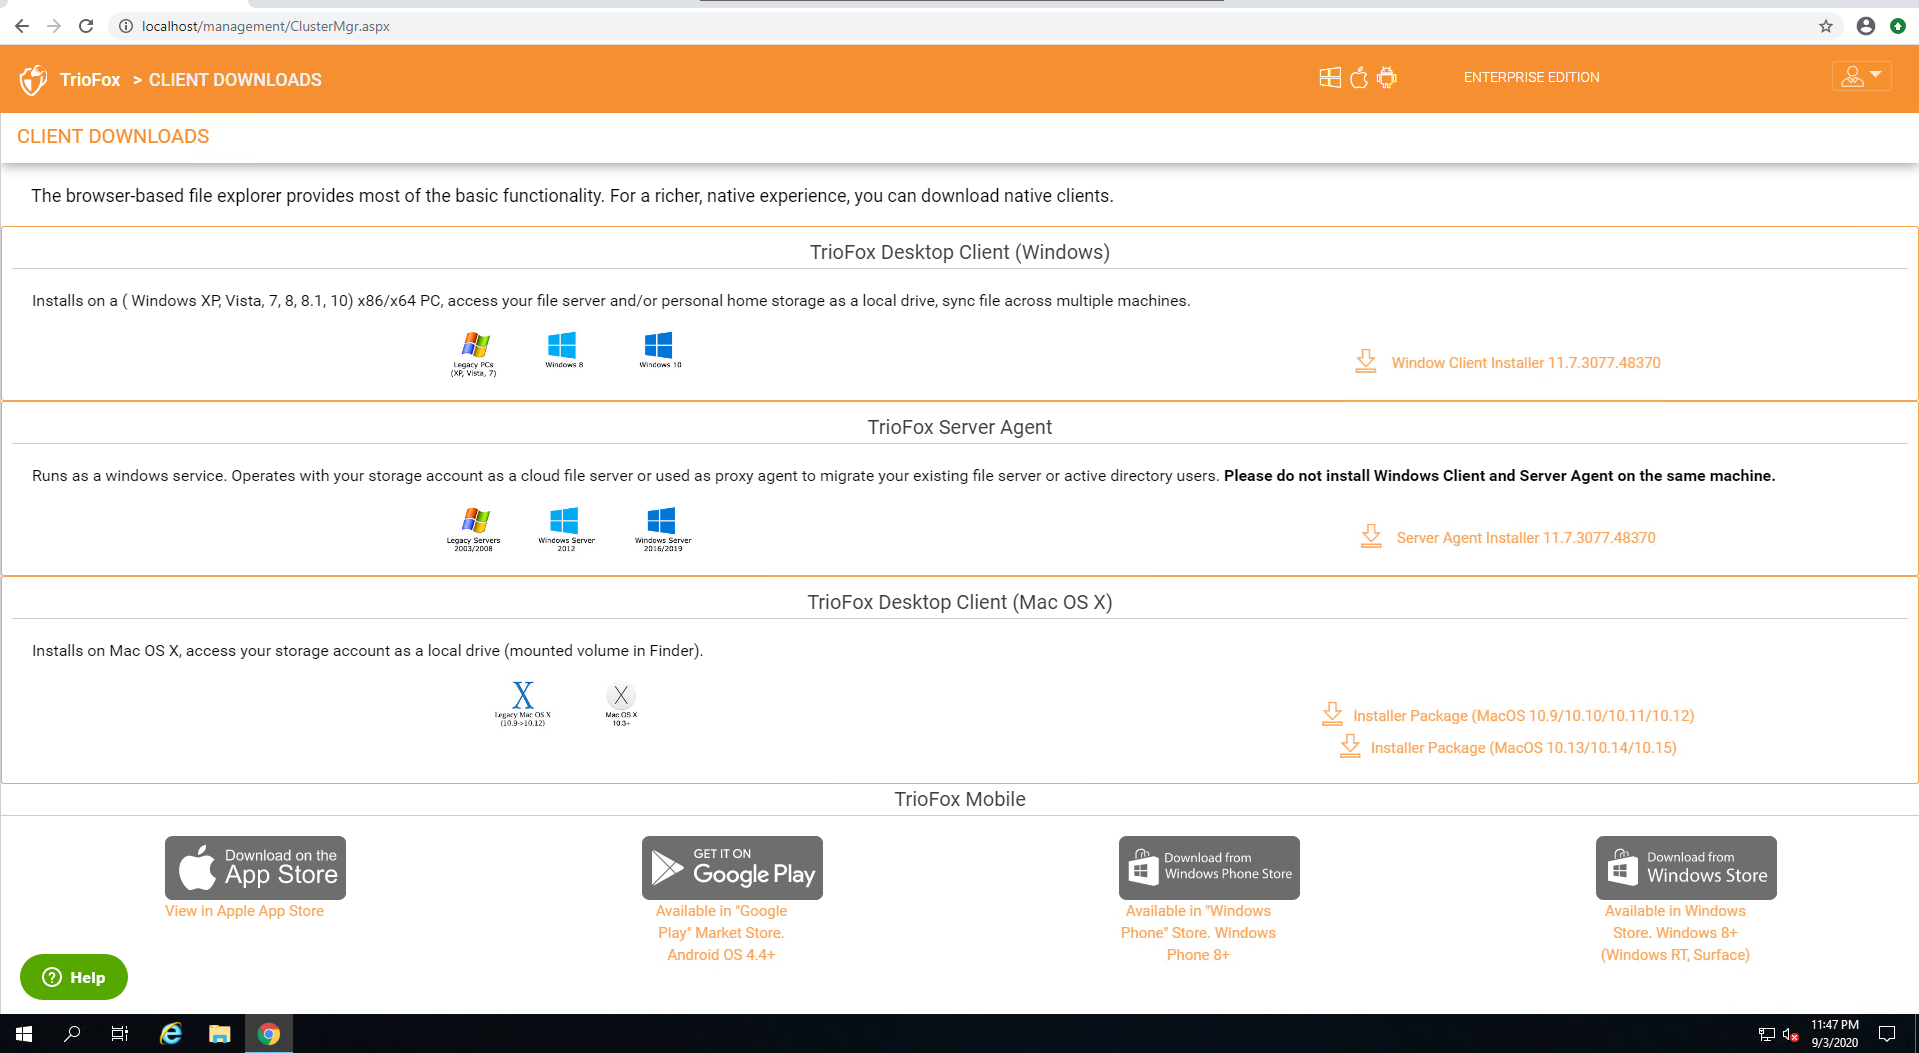 localhost/management/ClusterMgr.aspx
TrioFox > CLIENT DOWNLOADS
ENTERPRISE EDITION
CLIENT DOWNLOADS
The browser-based file explorer provides most of the basic functionality. For a richer, native experience, you can download native clients.
TrioFox Desktop Client (Windows)
Installs on a ( Windows XP, Vista, 7, 8, 8.1, 10) x86/x64 PC, access your file server and/or personal home storage as a local drive, sync file across multiple machines.
Legacy PCs
(XP, Vista, 7)
Windows 8
Windows 10
Window Client Installer 11.7.3077.48370
TrioFox Server Agent
Runs as a windows service. Operates with your storage account as a cloud file server or used as proxy agent to migrate your existing file server or active directory users. Please do not install Windows Client and Server Agent on the same machine.
Legacy Servers
2003/2008
Windows Server
2012
Windows Server
2016/2019
Server Agent Installer 11.7.3077.48370
TrioFox Desktop Client (Mac OS X)
Installs on Mac OS X, access your storage account as a local drive (mounted volume in Finder).
X
Legacy Mac OS X
(10.9->10.12)
X
Mac OS X
10.3+
Installer Package (MacOS 10.9/10.10/10.11/10.12)
Installer Package (MacOS 10.13/10.14/10.15)
TrioFox Mobile
Download on the
App Store
View in Apple App Store
GET IT ON
Google Play
Available in "Google
Play" Market Store.
Android OS 4.4+
Download from
Windows Phone Store
Available in "Windows
Phone" Store. Windows
Phone 8+
Download from
Windows Store
Available in Windows
Store. Windows 8+
(Windows RT, Surface)
Help
11:47 PM
9/3/2020